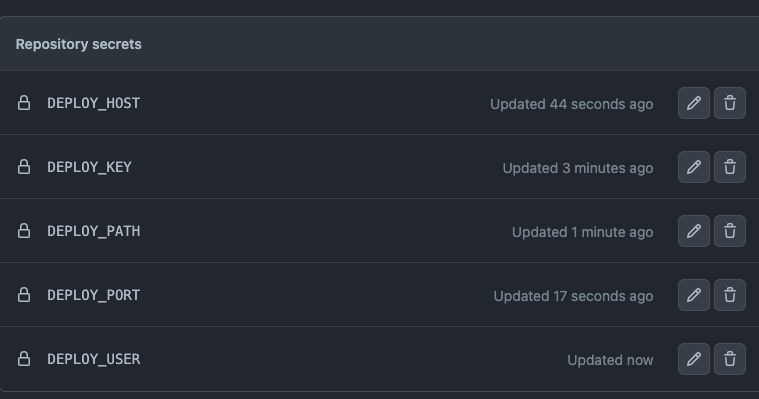 Repository secrets
DEPLOY_HOST Updated 44 seconds ago
DEPLOY_KEY Updated 3 minutes ago
DEPLOY_PATH Updated 1 minute ago
DEPLOY_PORT Updated 17 seconds ago
DEPLOY_USER Updated now